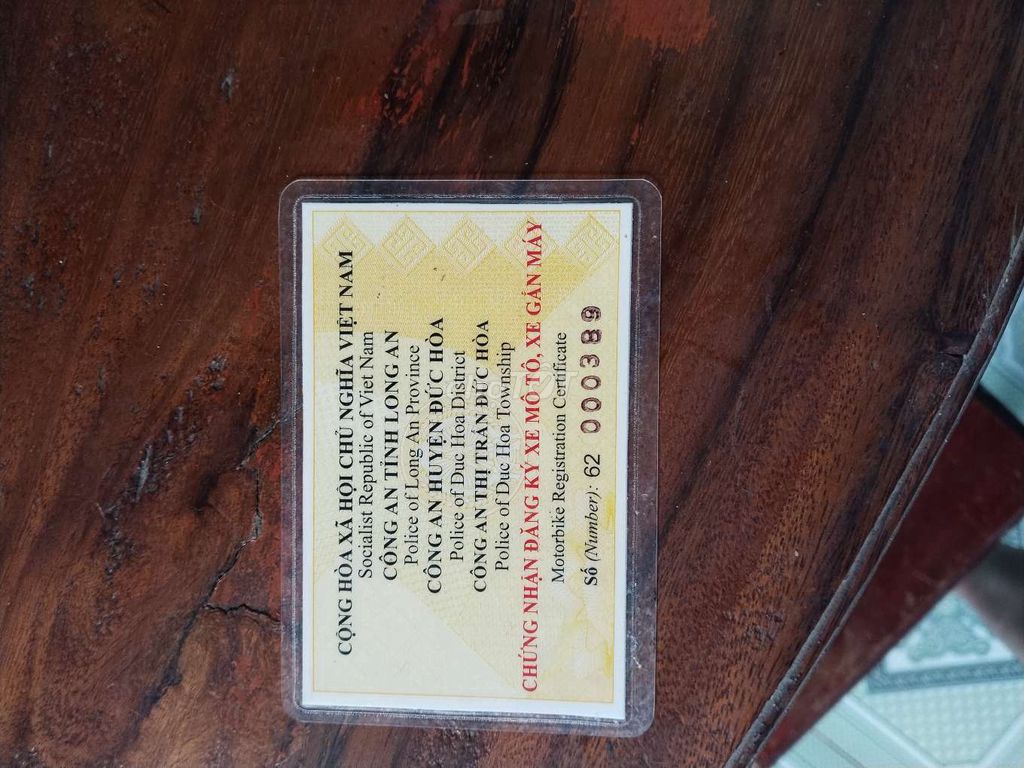 CỘNG HÒA XÃ HỘI CHỦ NGHĨA VIỆT NAM
Socialist Republic of Viet Nam
CÔNG AN TỈNH LONG AN
Police of Long An Province
CÔNG AN HUYỆN ĐỨC HÒA
Police of Duc Hoa District
CÔNG AN THỊ TRẤN ĐỨC HÒA
Police of Duc Hoa Township
CHỨNG NHẬN ĐĂNG KÝ XE MÔ TÔ, XE GẮN MÁY
Motorbike Registration Certificate
Số (Number): 62 000389